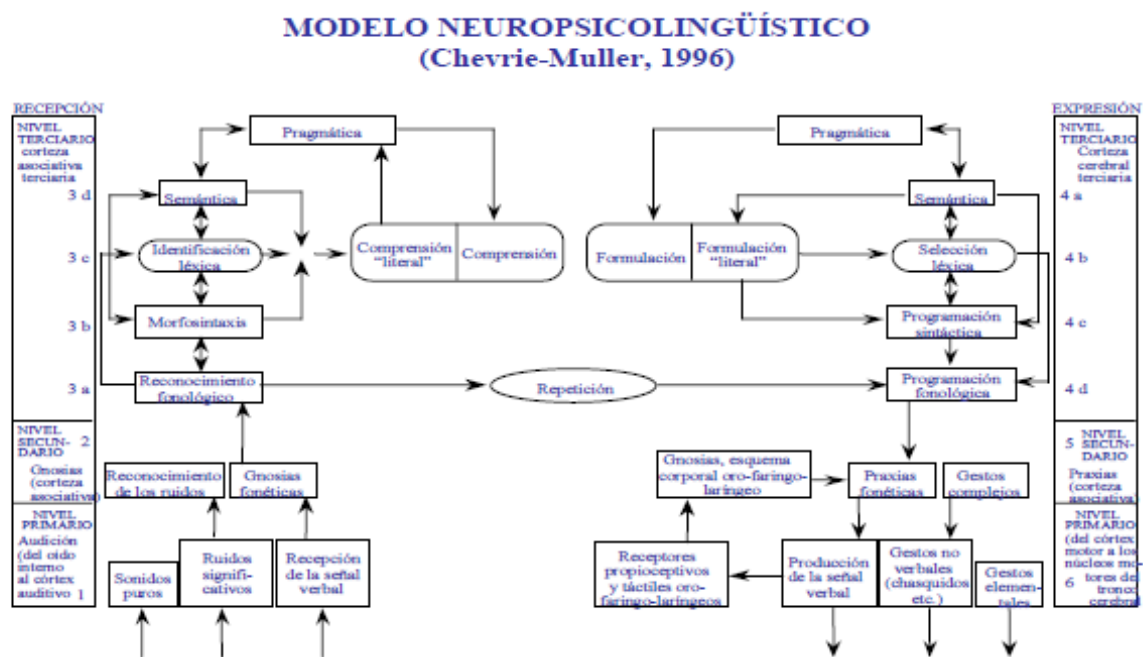 MODELO NEUROPSICOLINGÜÍSTICO
(Chevrie-Muller, 1996)
RECEPCIÓN
NIVEL
TERCIARIO
corteza
asociativa
terciaria
3 d
3 c
3 b
3 a
NIVEL
SECUN- 2
DARIO
Gnosias
(corteza
asociativa)
NIVEL
PRIMARIO
Audición
(del oído
interno
al córtex
auditivo 1
Pragmática
Semántica
Identificación
léxica
Morfosintaxis
Reconocimiento
fonológico
Comprensión
"literal"
Comprensión
Reconocimiento
de los ruidos
Gnosias
fonéticas
Sonidos
puros
Ruidos
signifi-
cativos
Recepción
de la señal
verbal
Repetición
Pragmática
Semántica
Formulación
Formulación
"literal"
Selección
léxica
Programación
sintáctica
Programación
fonológica
Gnosias, esquema
corporal oro-faringo-
laríngeo
Praxias
fonéticas
Gestos
complejos
Receptores
propioceptivos
y táctiles oro-
faringo-laríngeos
Producción
de la señal
verbal
Gestos no
verbales
(chasquidos
etc.)
Gestos
elemen-
tales
EXPRESIÓN
NIVEL
TERCIARIO
Corteza
cerebral
terciaria
4 a
4 b
4 c
4 d
5 NIVEL
SECUN-
DARIO
Praxias
(corteza
asociativa)
NIVEL
PRIMARIO
(del córtex
motor a los
núcleos mo-
6 tores del
tronco
cerebral